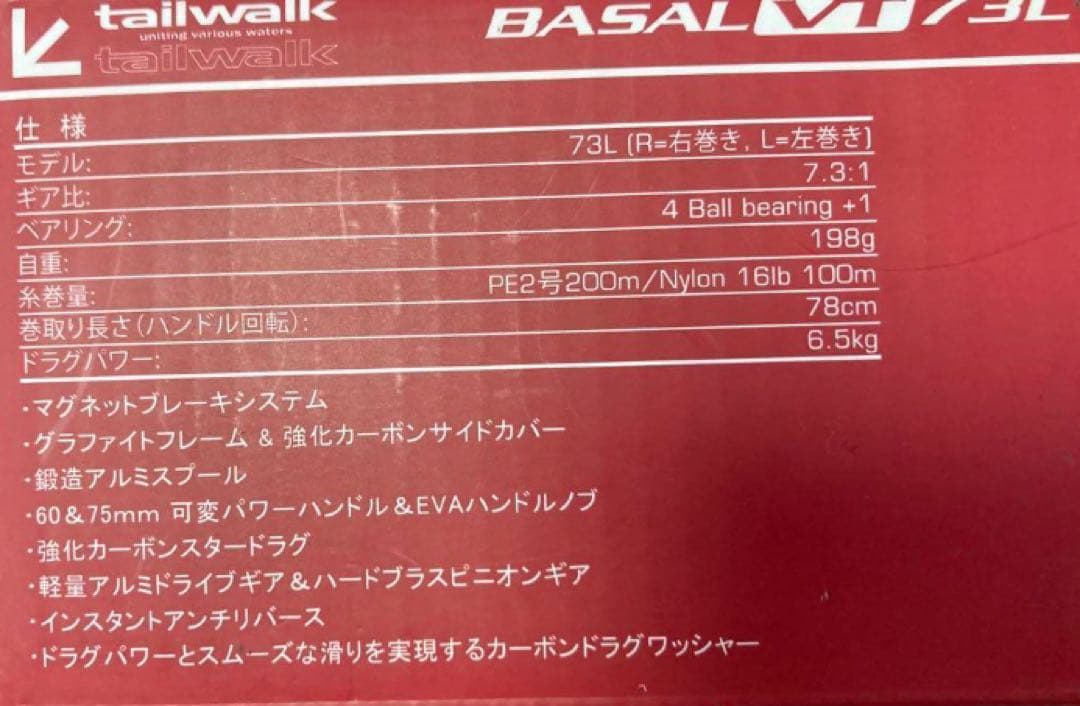 tailwalk
uniting various waters
tailwalk
BASAL VT 73L
仕 様
モデル: 73L (R=右巻き, L=左巻き)
ギア比: 7.3:1
ベアリング: 4 Ball bearing +1
自重: 198g
糸巻量: PE2号200m/Nylon 16lb 100m
巻取り長さ(ハンドル回転): 78cm
ドラグパワー: 6.5kg
・マグネットブレーキシステム
・グラファイトフレーム & 強化カーボンサイドカバー
・鍛造アルミスプール
・60&75mm 可変パワーハンドル&EVAハンドルノブ
・強化カーボンスタードラグ
・軽量アルミドライブギア&ハードブラスピニオンギア
・インスタントアンチリバース
・ドラグパワーとスムーズな滑りを実現するカーボンドラグワッシャー